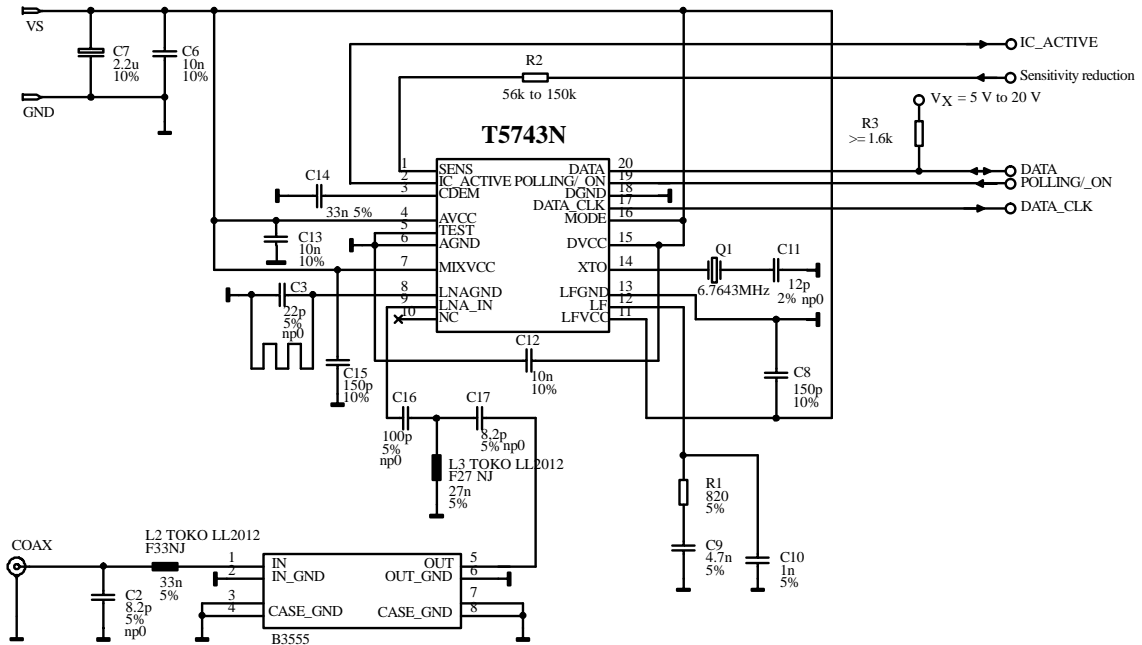 VS
C7
2.2u
10%
C6
10n
10%
GND
IC_ACTIVE
R2
56k to 150k
Sensitivity reduction
VX = 5 V to 20 V
R3
>= 1.6k
T5743N
1 SENS DATA 20
2 IC_ACTIVE POLLING/_ON 19
3 CDEM DGND 18
DATA_CLK 17
4 AVCC MODE 16
5 TEST
6 AGND DVCC 15
7 MIXVCC XTO 14
8 LNAGND LFGND 13
9 LNA_IN LF 12
10 NC LFVCC 11
DATA
POLLING/_ON
DATA_CLK
C14
33n 5%
C13
10n
10%
Q1
6.7643MHz
C11
12p
2% np0
C3
22p
5%
np0
C12
10n
10%
C15
150p
10%
C8
150p
10%
C16
100p
5%
np0
C17
8,2p
5% np0
L3 TOKO LL2012
F27 NJ
27n
5%
R1
820
5%
C9
4.7n
5%
C10
1n
5%
COAX
L2 TOKO LL2012
F33NJ
33n
5%
C2
8.2p
5%
np0
1 IN OUT 5
2 IN_GND OUT_GND 6
3 7
4 CASE_GND CASE_GND 8
B3555